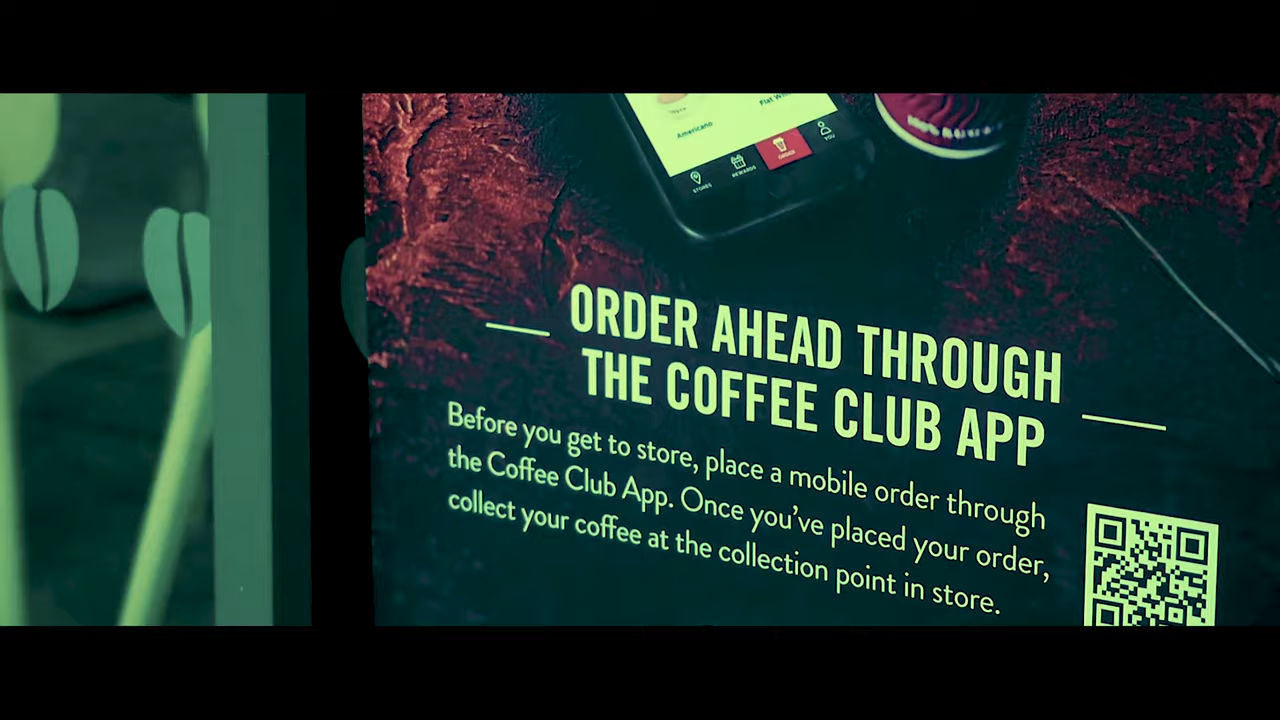 Americano
Flat
STORES
REWARDS
ORDER
YOU
ORDER AHEAD THROUGH
THE COFFEE CLUB APP
Before you get to store, place a mobile order through
the Coffee Club App. Once you've placed your order,
collect your coffee at the collection point in store.